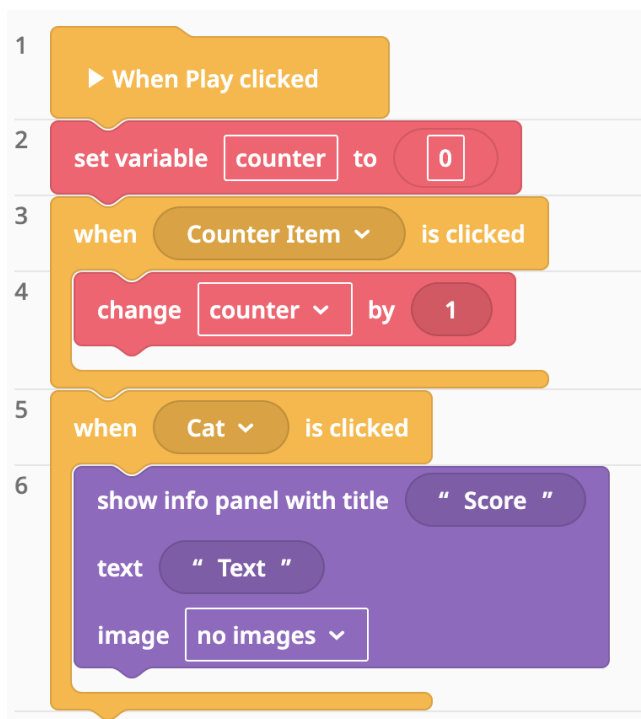 1
When Play clicked
2
set variable counter to 0
3
when Counter Item is clicked
4
change counter by 1
5
when Cat is clicked
6
show info panel with title “ Score ”
text “ Text ”
image no images